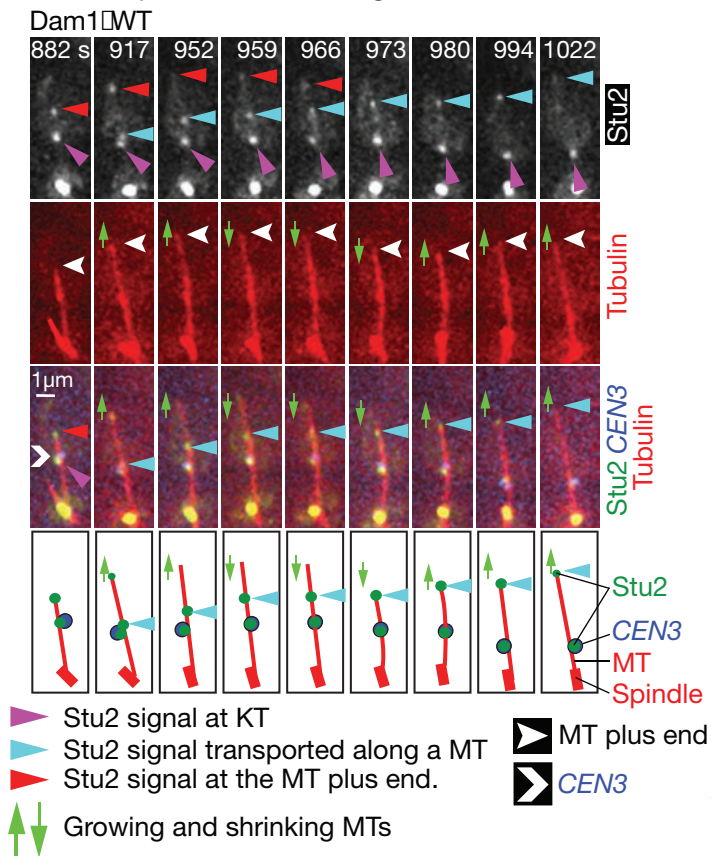 Dam1▯WT
882 s 917 952 959 966 973 980 994 1022
Stu2
Tubulin
1μm
Stu2 CEN3
Tubulin
Stu2
CEN3
MT
Spindle
Stu2 signal at KT
Stu2 signal transported along a MT
Stu2 signal at the MT plus end.
Growing and shrinking MTs
MT plus end
CEN3